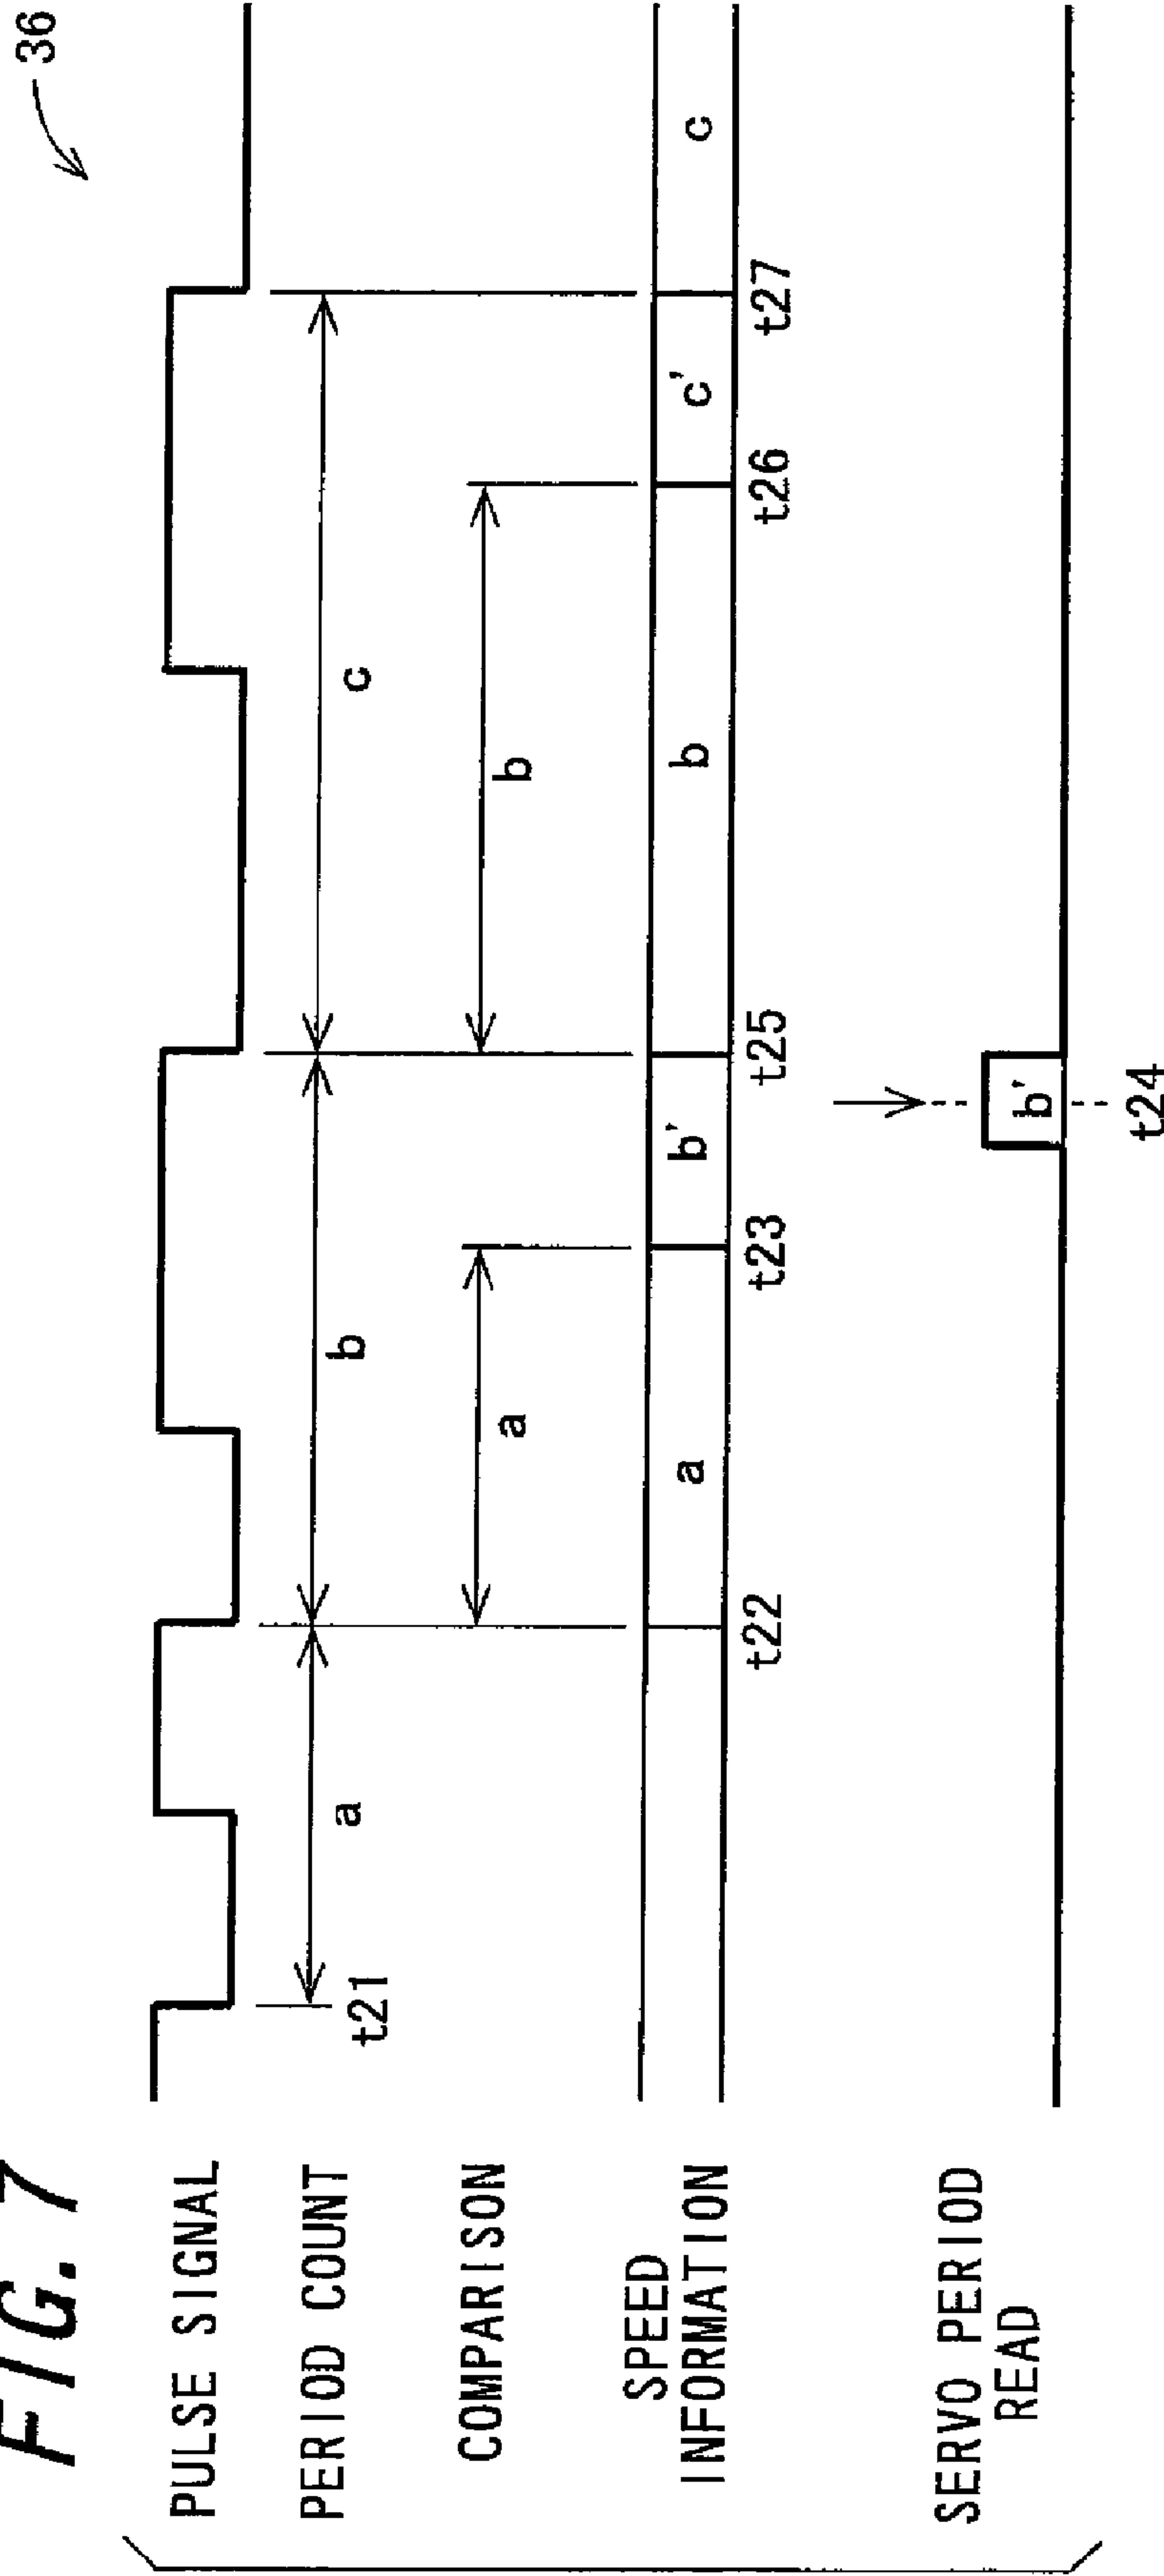 FIG. 7
36
PULSE SIGNAL
PERIOD COUNT
a
b
c
t21
COMPARISON
a
b
SPEED
INFORMATION
a
b'
b
c'
c
t22
t23
t25
t26
t27
SERVO PERIOD
READ
b'
t24